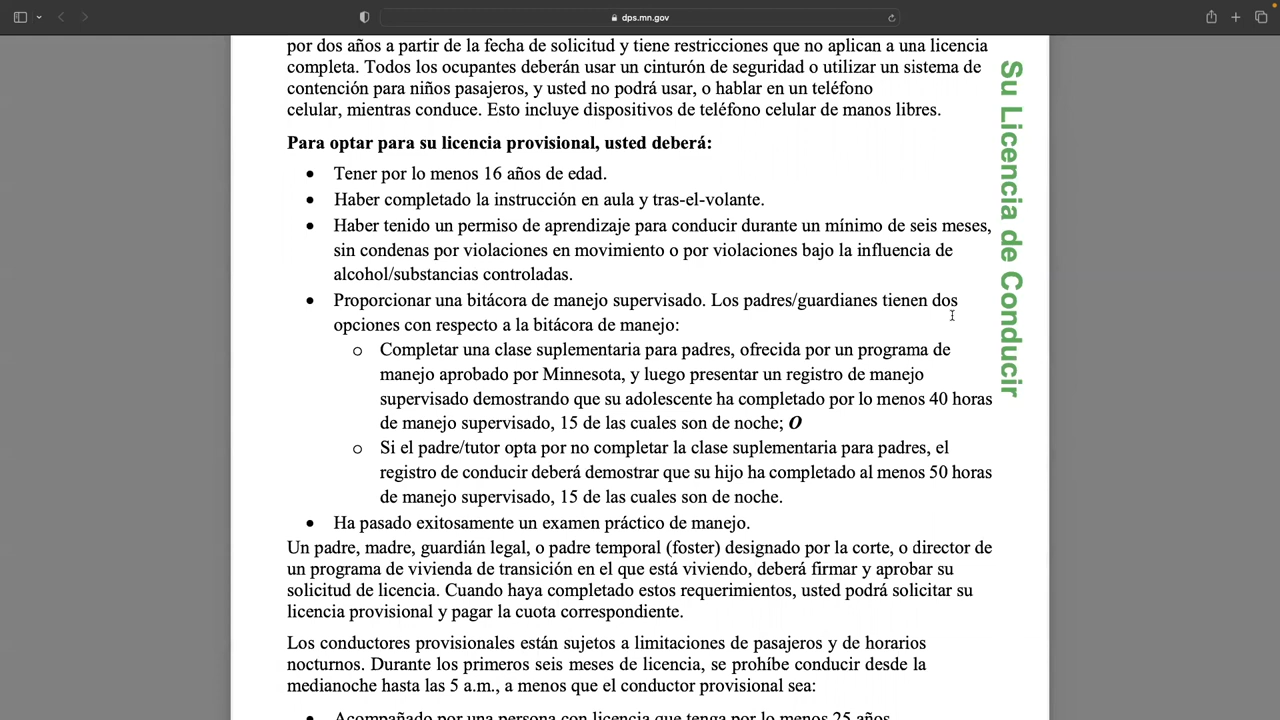 dps.mn.gov
por dos años a partir de la fecha de solicitud y tiene restricciones que no aplican a una licencia
completa. Todos los ocupantes deberán usar un cinturón de seguridad o utilizar un sistema de
contención para niños pasajeros, y usted no podrá usar, o hablar en un teléfono
celular, mientras conduce. Esto incluye dispositivos de teléfono celular de manos libres.
Para optar para su licencia provisional, usted deberá:
• Tener por lo menos 16 años de edad.
• Haber completado la instrucción en aula y tras-el-volante.
• Haber tenido un permiso de aprendizaje para conducir durante un mínimo de seis meses,
sin condenas por violaciones en movimiento o por violaciones bajo la influencia de
alcohol/substancias controladas.
• Proporcionar una bitácora de manejo supervisado. Los padres/guardianes tienen dos
opciones con respecto a la bitácora de manejo:
o Completar una clase suplementaria para padres, ofrecida por un programa de
manejo aprobado por Minnesota, y luego presentar un registro de manejo
supervisado demostrando que su adolescente ha completado por lo menos 40 horas
de manejo supervisado, 15 de las cuales son de noche; O
o Si el padre/tutor opta por no completar la clase suplementaria para padres, el
registro de conducir deberá demostrar que su hijo ha completado al menos 50 horas
de manejo supervisado, 15 de las cuales son de noche.
• Ha pasado exitosamente un examen práctico de manejo.
Un padre, madre, guardián legal, o padre temporal (foster) designado por la corte, o director de
un programa de vivienda de transición en el que está viviendo, deberá firmar y aprobar su
solicitud de licencia. Cuando haya completado estos requerimientos, usted podrá solicitar su
licencia provisional y pagar la cuota correspondiente.
Los conductores provisionales están sujetos a limitaciones de pasajeros y de horarios
nocturnos. Durante los primeros seis meses de licencia, se prohíbe conducir desde la
medianoche hasta las 5 a.m., a menos que el conductor provisional sea:
• Acompañado por una persona con licencia que tenga por lo menos 25 años
Su Licencia de Conducir